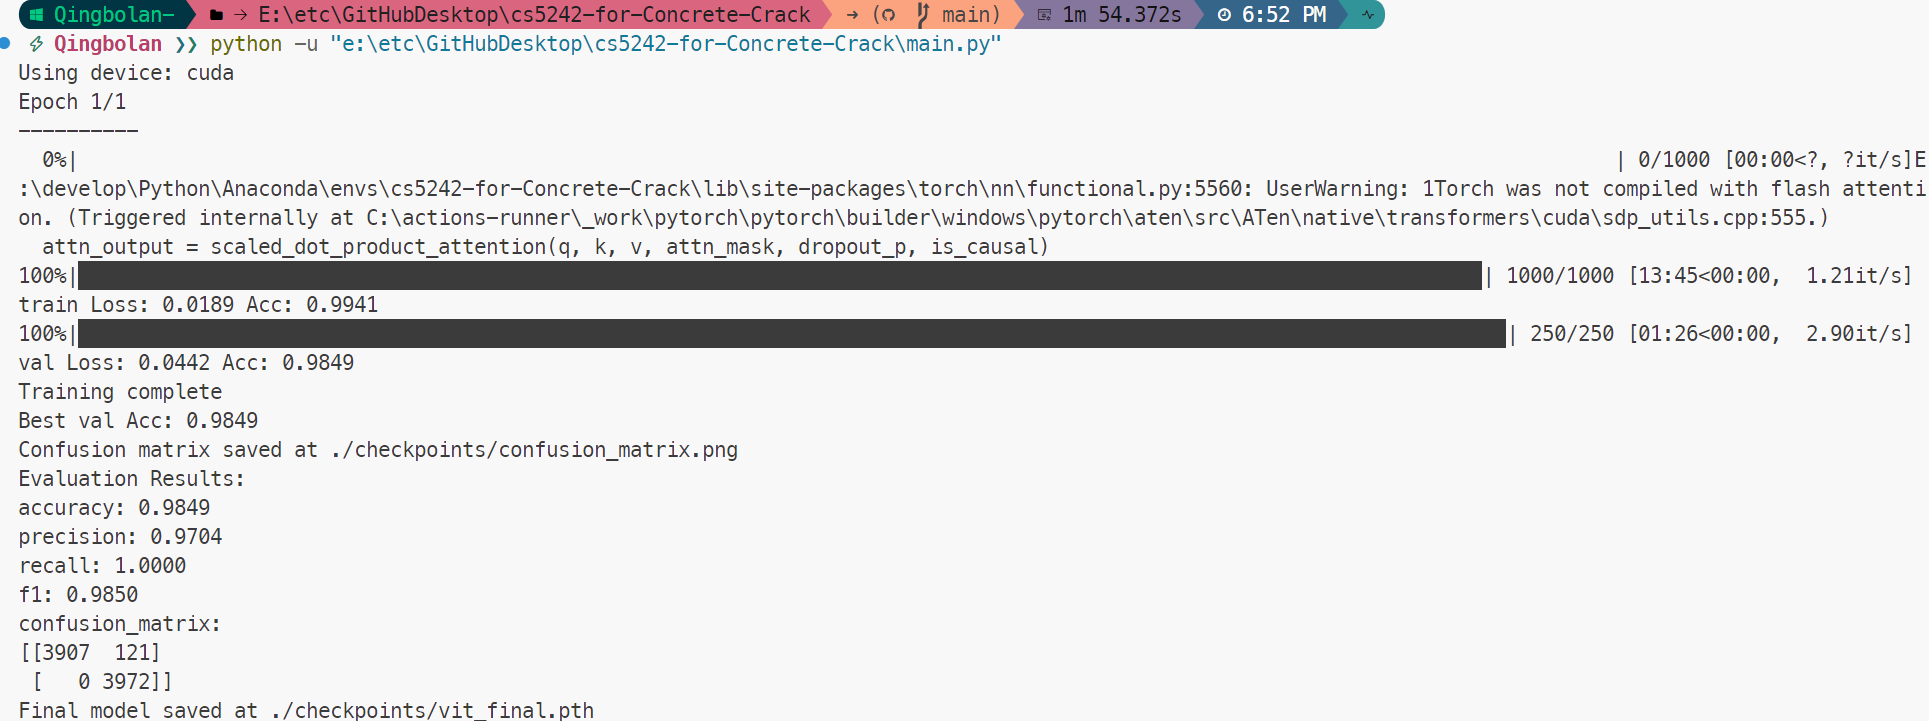 Qingbolan- → E:\etc\GitHubDesktop\cs5242-for-Concrete-Crack → ( main) 1m 54.372s 6:52 PM
Qingbolan ❯❯ python -u "e:\etc\GitHubDesktop\cs5242-for-Concrete-Crack\main.py"
Using device: cuda
Epoch 1/1
----------
0%| | 0/1000 [00:00<?, ?it/s]E
:\develop\Python\Anaconda\envs\cs5242-for-Concrete-Crack\lib\site-packages\torch\nn\functional.py:5560: UserWarning: 1Torch was not compiled with flash attenti
on. (Triggered internally at C:\actions-runner\_work\pytorch\pytorch\builder\windows\pytorch\aten\src\ATen\native\transformers\cuda\sdp_utils.cpp:555.)
attn_output = scaled_dot_product_attention(q, k, v, attn_mask, dropout_p, is_causal)
100%| | 1000/1000 [13:45<00:00, 1.21it/s]
train Loss: 0.0189 Acc: 0.9941
100%| | 250/250 [01:26<00:00, 2.90it/s]
val Loss: 0.0442 Acc: 0.9849
Training complete
Best val Acc: 0.9849
Confusion matrix saved at ./checkpoints/confusion_matrix.png
Evaluation Results:
accuracy: 0.9849
precision: 0.9704
recall: 1.0000
f1: 0.9850
confusion_matrix:
[[3907 121]
[ 0 3972]]
Final model saved at ./checkpoints/vit_final.pth